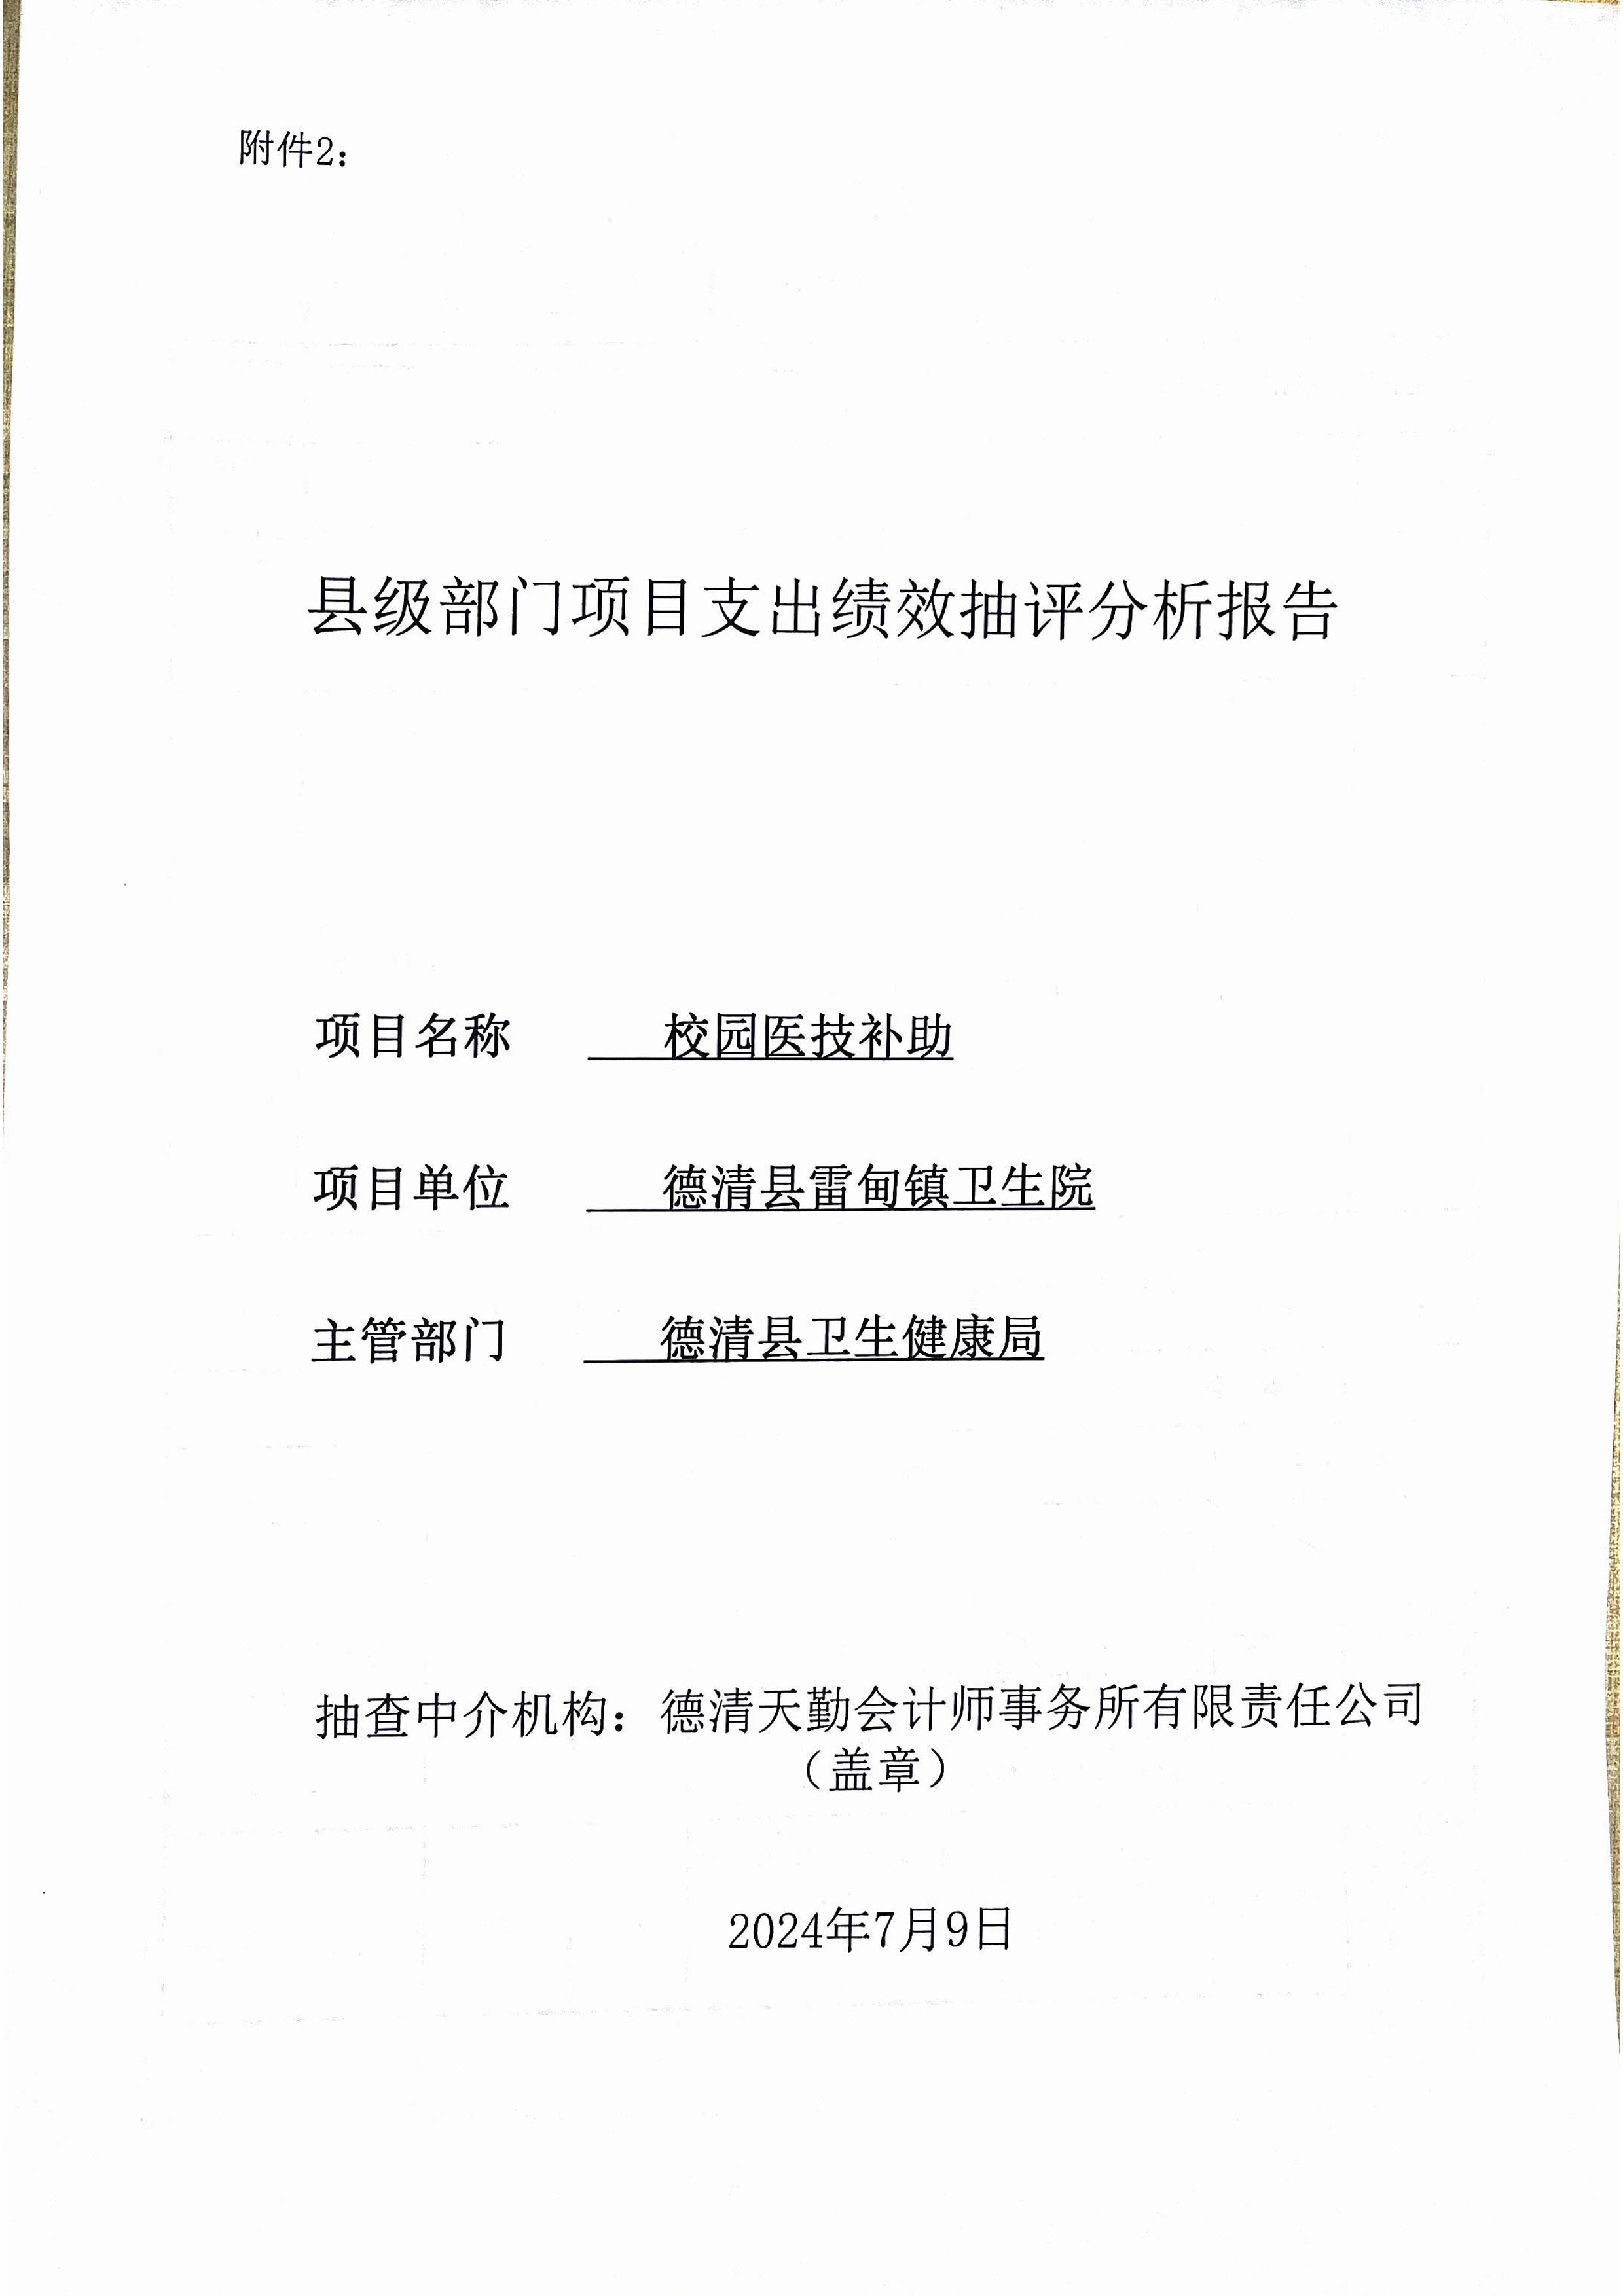 附件2：
县级部门项目支出绩效抽评分析报告
项目名称 校园医技补助
项目单位 德清县雷甸镇卫生院
主管部门 德清县卫生健康局
抽查中介机构：德清天勤会计师事务所有限责任公司
（盖章）
2024年7月9日